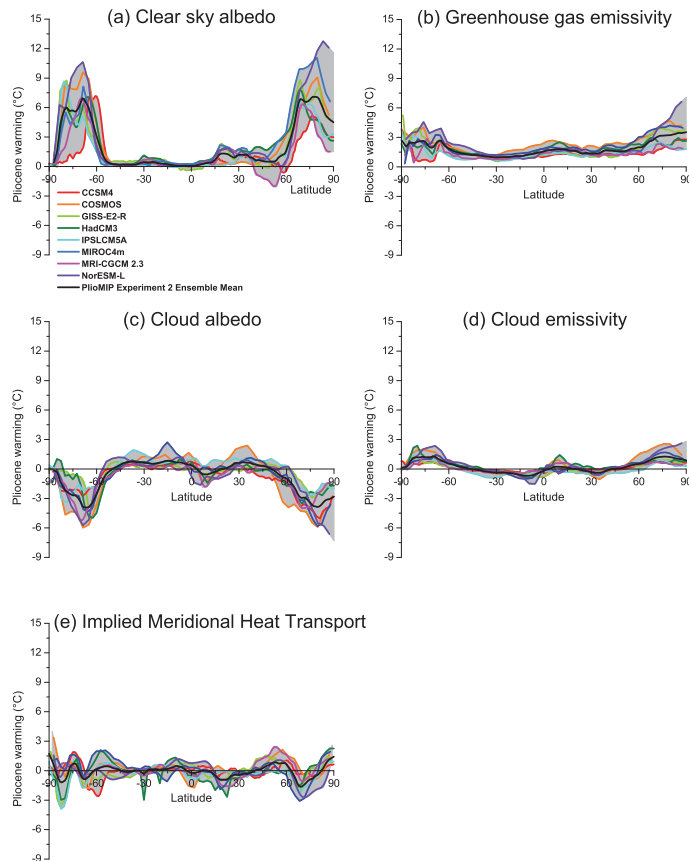 (a) Clear sky albedo
15
12
9
6
3
0
-3
-6
-9
-90 -60 -30 0 30 60 90
Pliocene warming (°C)
Latitude
CCSM4
COSMOS
GISS-E2-R
HadCM3
IPSLCM5A
MIROC4m
MRI-CGCM 2.3
NorESM-L
PlioMIP Experiment 2 Ensemble Mean
(b) Greenhouse gas emissivity
15
12
9
6
3
0
-3
-6
-9
-90 -60 -30 0 30 60 90
Pliocene warming (°C)
Latitude
(c) Cloud albedo
15
12
9
6
3
0
-3
-6
-9
-90 -60 -30 0 30 60 90
Pliocene warming (°C)
Latitude
(d) Cloud emissivity
15
12
9
6
3
0
-3
-6
-9
-90 -60 -30 0 30 60 90
Pliocene warming (°C)
Latitude
(e) Implied Meridional Heat Transport
15
12
9
6
3
0
-3
-6
-9
-90 -60 -30 0 30 60 90
Pliocene warming (°C)
Latitude